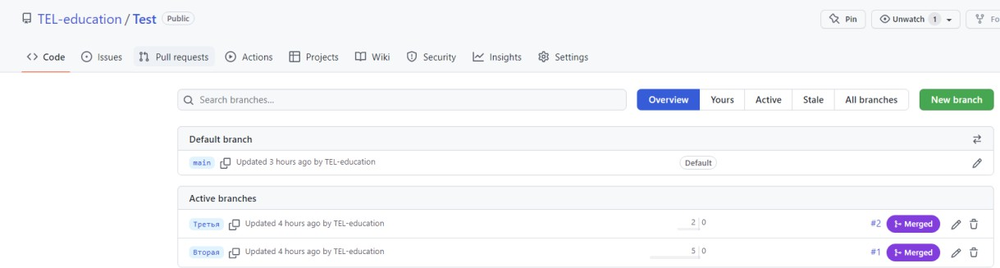 TEL-education / Test Public
Pin Unwatch 1 Fo
Code Issues Pull requests Actions Projects Wiki Security Insights Settings
Search branches... Overview Yours Active Stale All branches New branch
Default branch
main Updated 3 hours ago by TEL-education Default
Active branches
Третья Updated 4 hours ago by TEL-education 2 0 #2 Merged
Вторая Updated 4 hours ago by TEL-education 5 0 #1 Merged